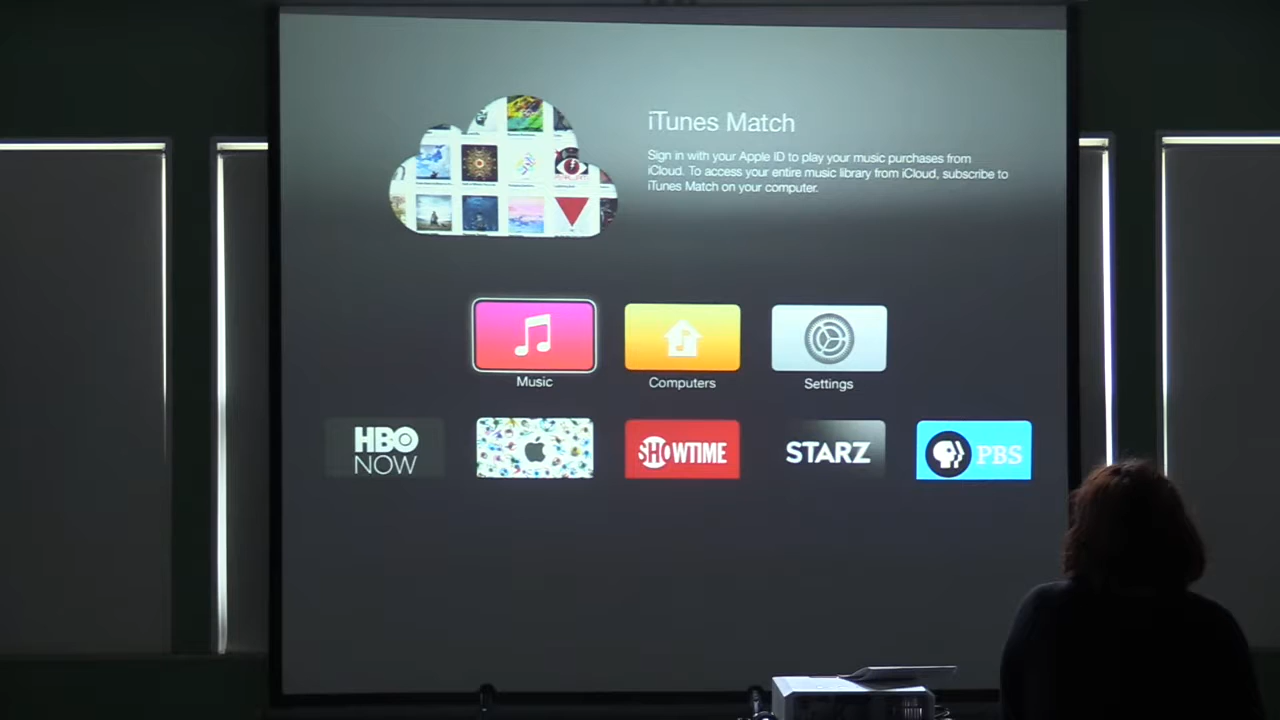 iTunes Match
Sign in with your Apple ID to play your music purchases from
iCloud. To access your entire music library from iCloud, subscribe to
iTunes Match on your computer.
Music
Computers
Settings
HBO
NOW
SHOWTIME
STARZ
PBS